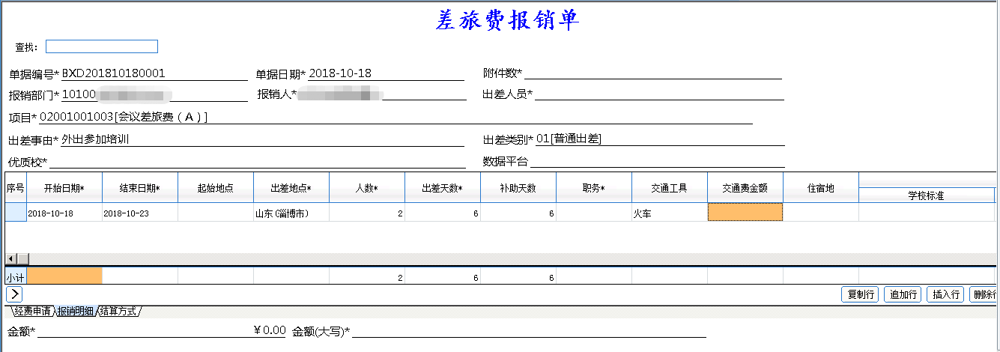 差旅费报销单
查找：
单据编号* BXD201810180001 单据日期* 2018-10-18 附件数*
报销部门* 10100 报销人* 出差人员*
项目* 02001001003[会议差旅费（A）]
出差事由* 外出参加培训 出差类别* 01[普通出差]
优质校* 数据平台
序号 开始日期* 结束日期* 起始地点 出差地点* 人数* 出差天数* 补助天数 职务* 交通工具 交通费金额 住宿地 学校标准
2018-10-18 2018-10-23 山东(淄博市) 2 6 6 火车
小计 2 6 6
复制行 追加行 插入行 删除行
经费申请 报销明细 结算方式
金额* ￥0.00 金额(大写)*